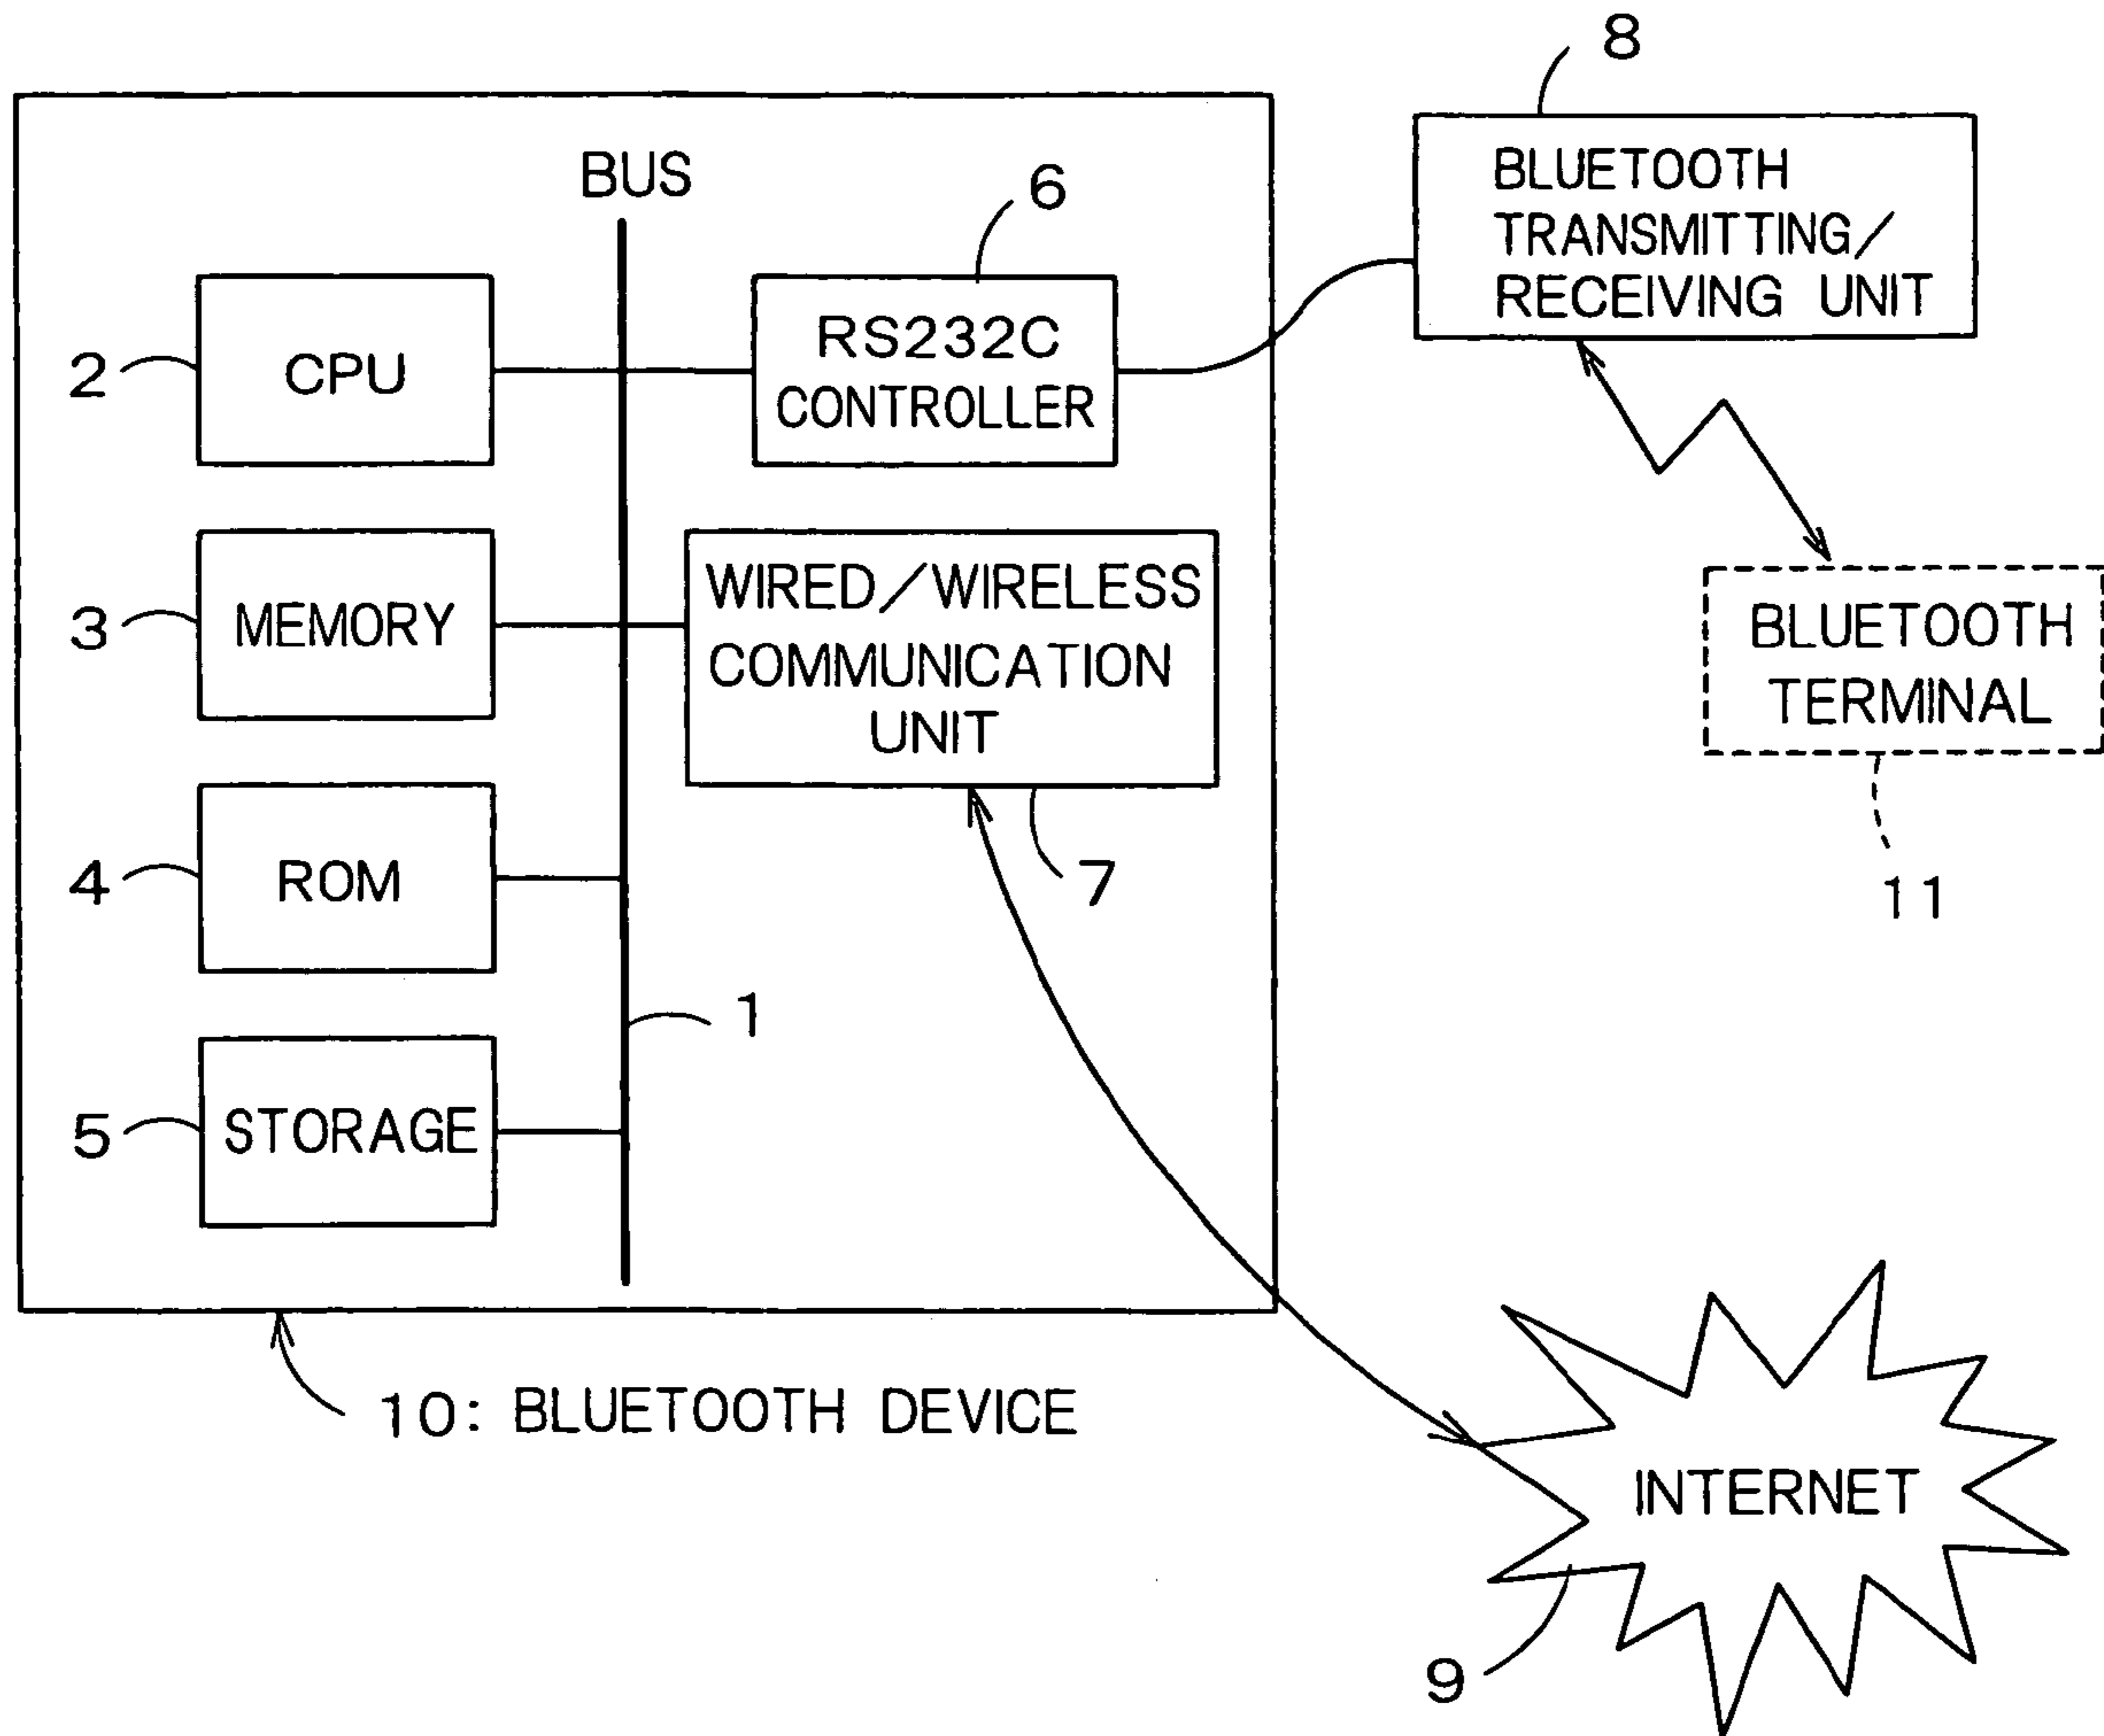 8
BUS
6
BLUETOOTH
TRANSMITTING/
RECEIVING UNIT
2
CPU
RS232C
CONTROLLER
3
MEMORY
WIRED/WIRELESS
COMMUNICATION
UNIT
BLUETOOTH
TERMINAL
4
ROM
7
11
1
5
STORAGE
10: BLUETOOTH DEVICE
INTERNET
9